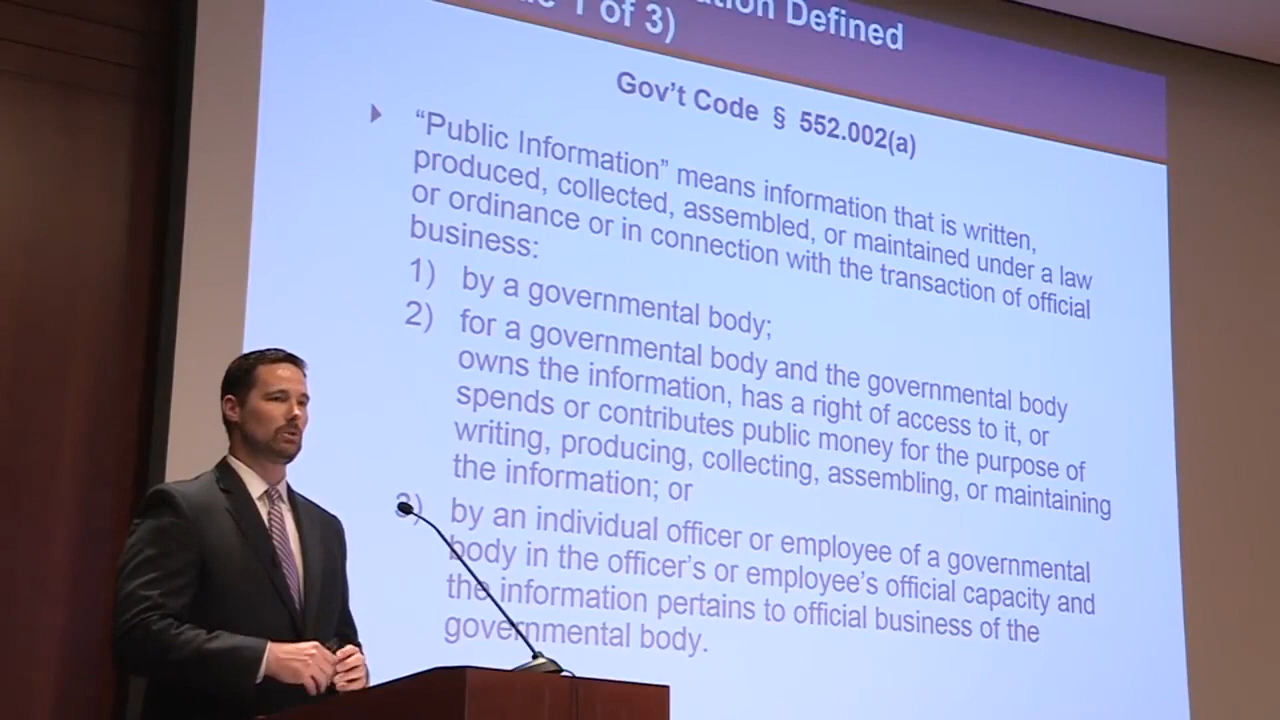 Defined
1 of 3)
Gov't Code § 552.002(a)
“Public Information” means information that is written,
produced, collected, assembled, or maintained under a law
or ordinance or in connection with the transaction of official
business:
1) by a governmental body;
2) for a governmental body and the governmental body
owns the information, has a right of access to it, or
spends or contributes public money for the purpose of
writing, producing, collecting, assembling, or maintaining
the information; or
3) by an individual officer or employee of a governmental
body in the officer's or employee's official capacity and
the information pertains to official business of the
governmental body.